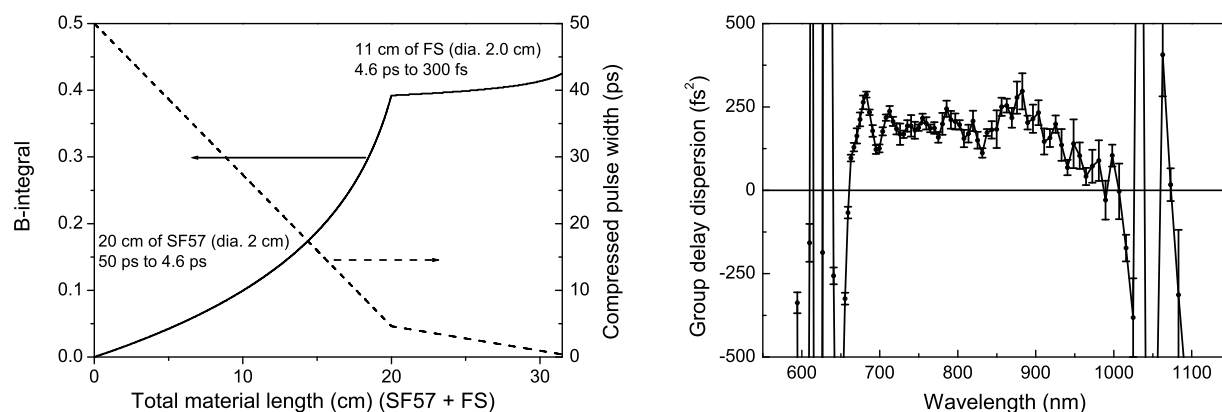 0.5
0.4
0.3
0.2
0.1
0.0
B-integral
11 cm of FS (dia. 2.0 cm)
4.6 ps to 300 fs
20 cm of SF57 (dia. 2 cm)
50 ps to 4.6 ps
50
40
30
20
10
0
Compressed pulse width (ps)
0 10 20 30
Total material length (cm) (SF57 + FS)
500
250
0
-250
-500
Group delay dispersion (fs²)
600 700 800 900 1000 1100
Wavelength (nm)